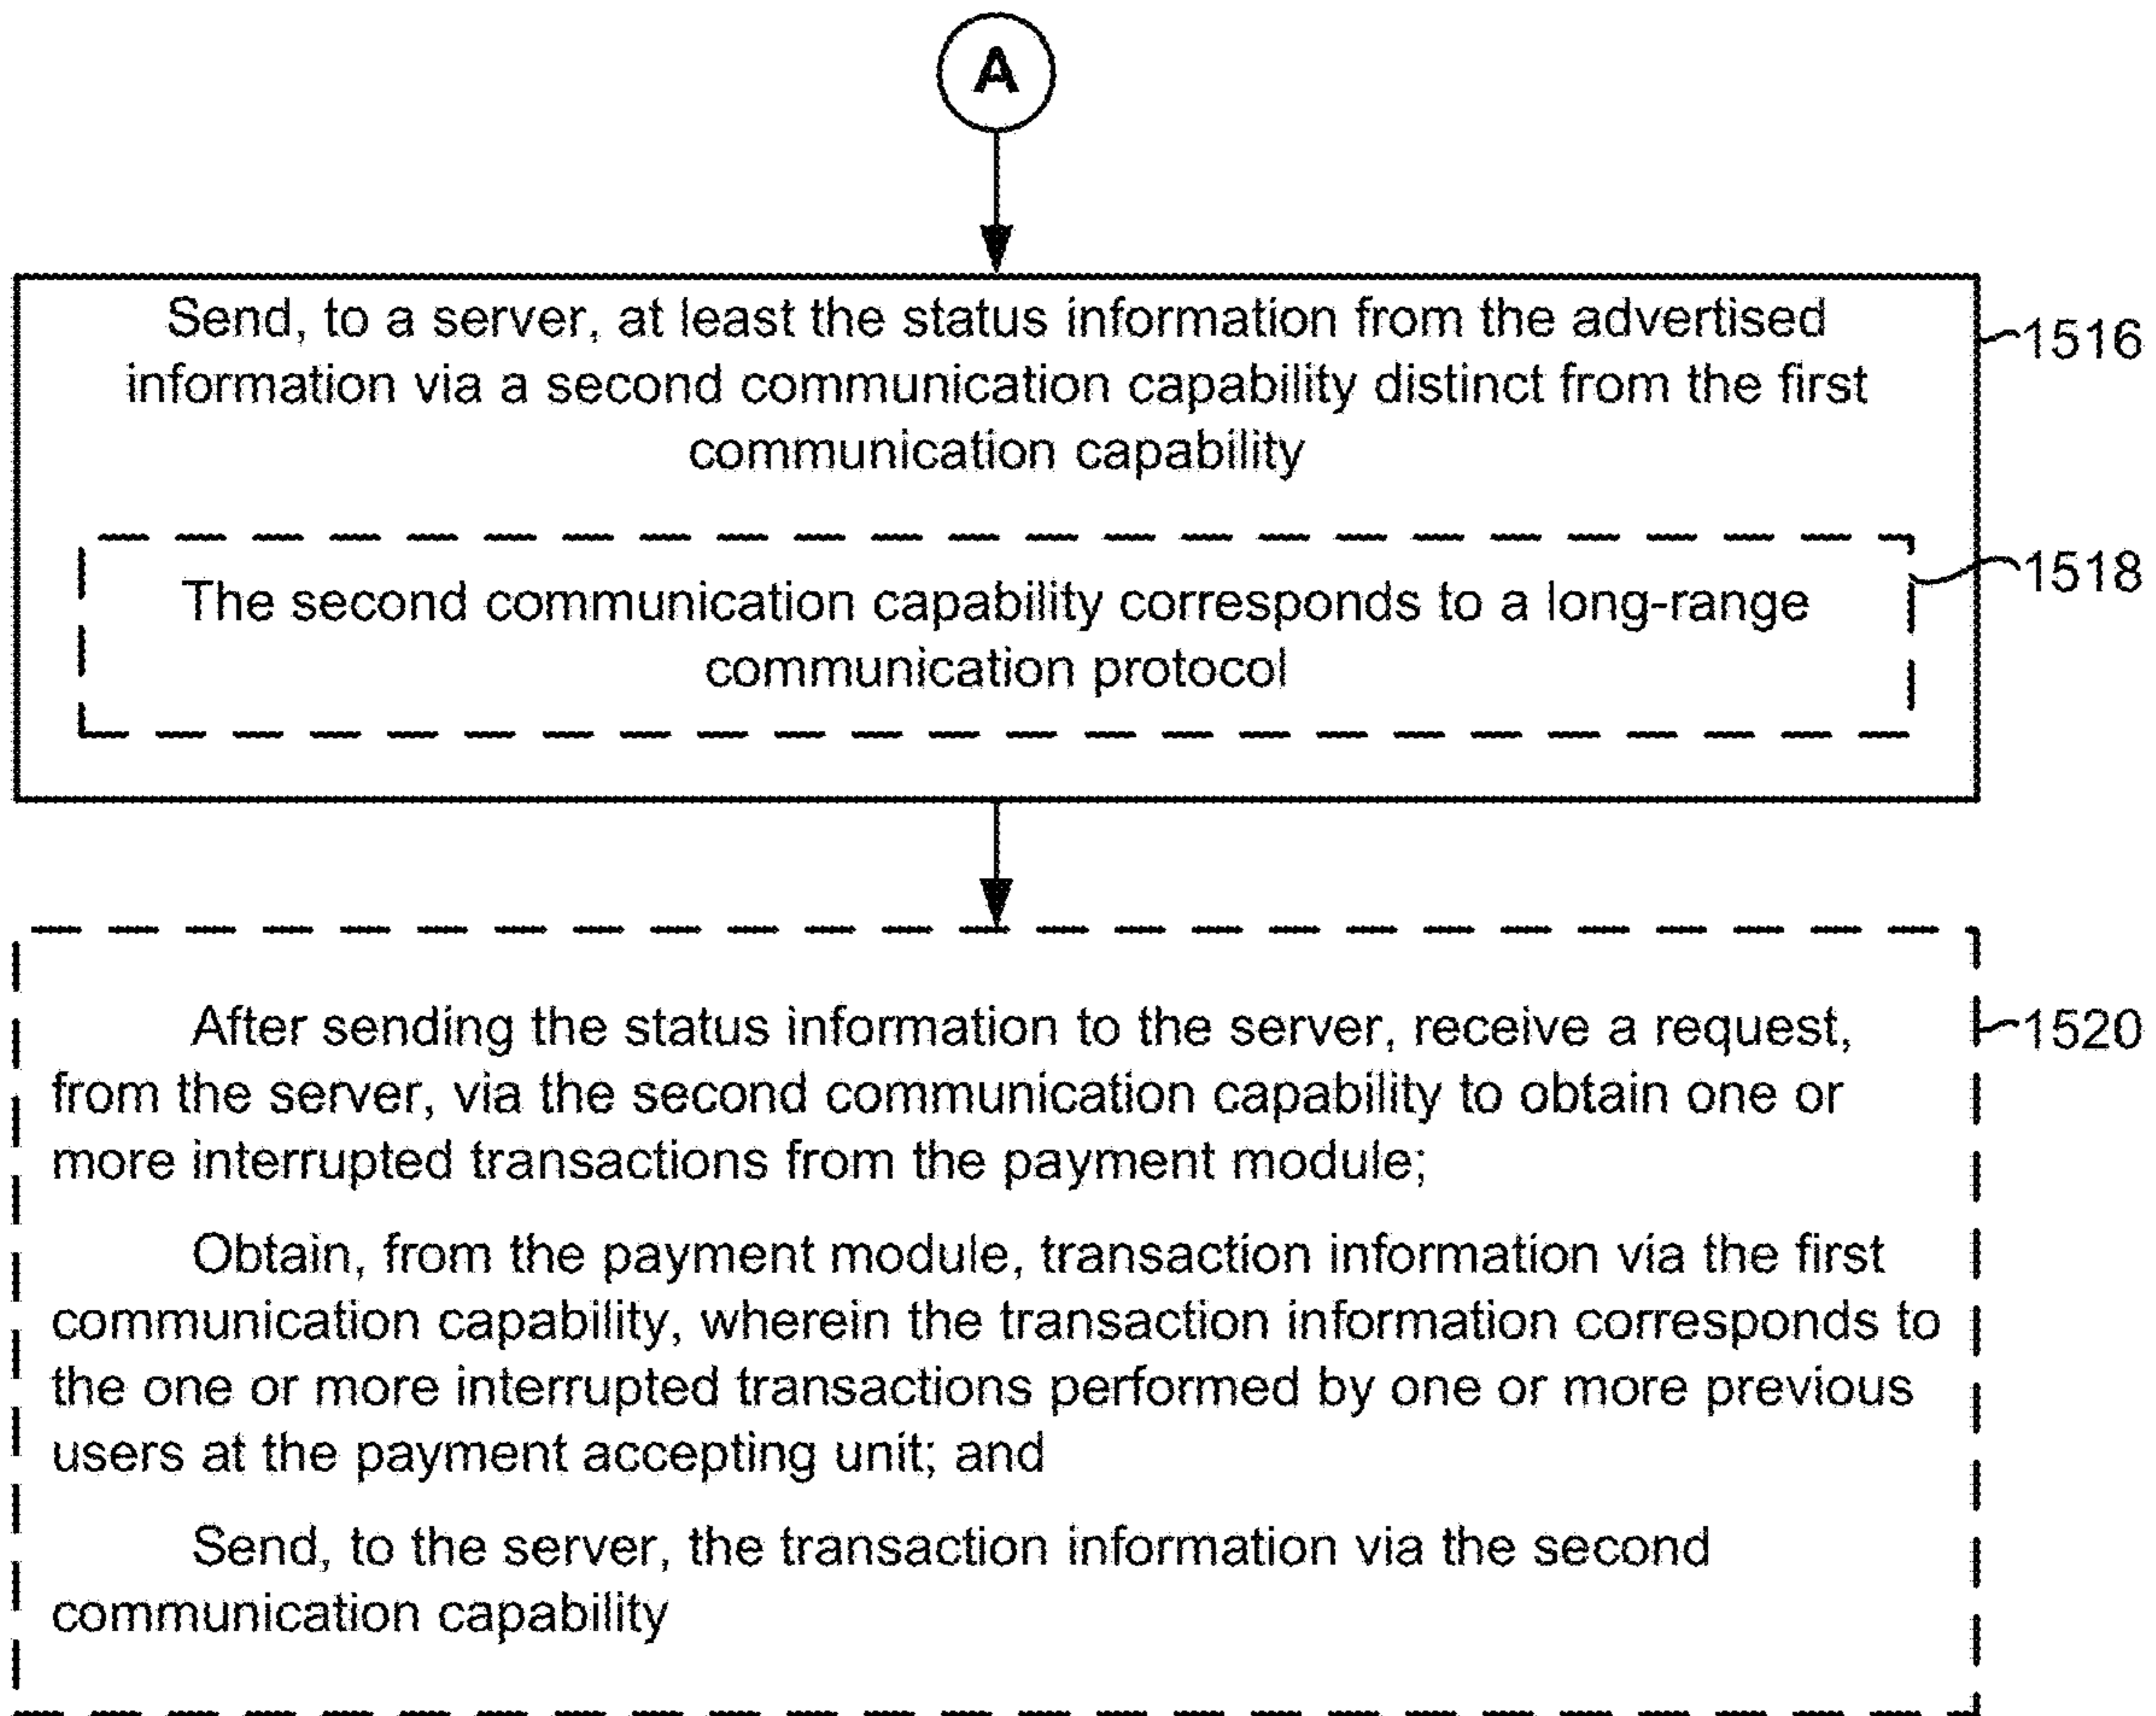 A
Send, to a server, at least the status information from the advertised
information via a second communication capability distinct from the first
communication capability
1516
The second communication capability corresponds to a long-range
communication protocol
1518
After sending the status information to the server, receive a request,
from the server, via the second communication capability to obtain one or
more interrupted transactions from the payment module;
1520
Obtain, from the payment module, transaction information via the first
communication capability, wherein the transaction information corresponds to
the one or more interrupted transactions performed by one or more previous
users at the payment accepting unit; and
Send, to the server, the transaction information via the second
communication capability